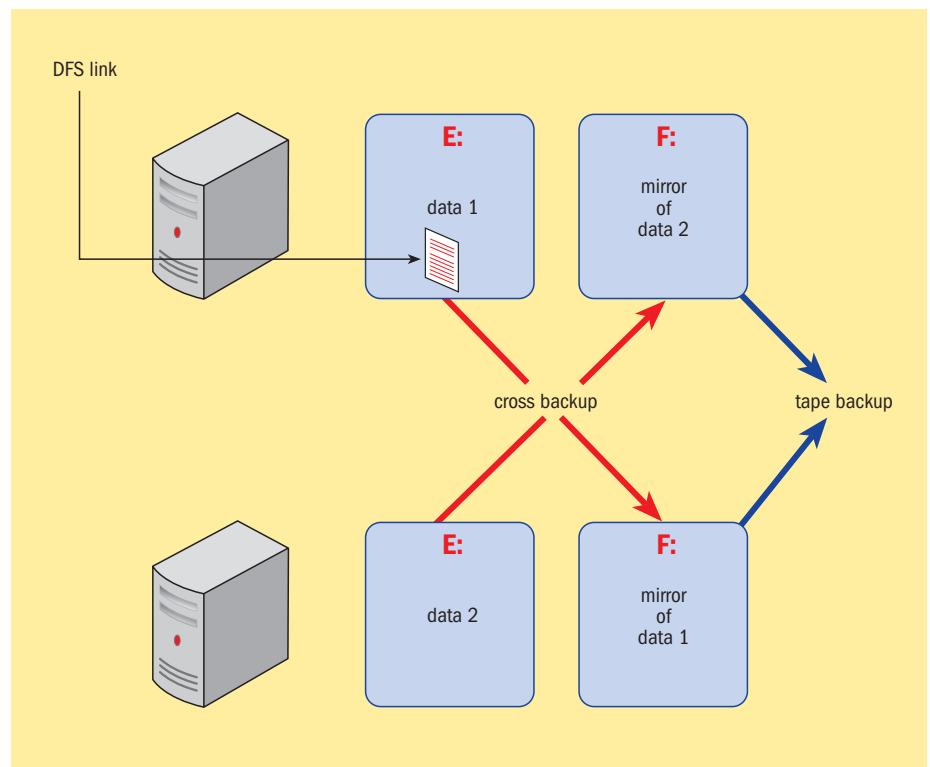 DFS link
E:
data 1
F:
mirror
of
data 2
cross backup
tape backup
E:
data 2
F:
mirror
of
data 1